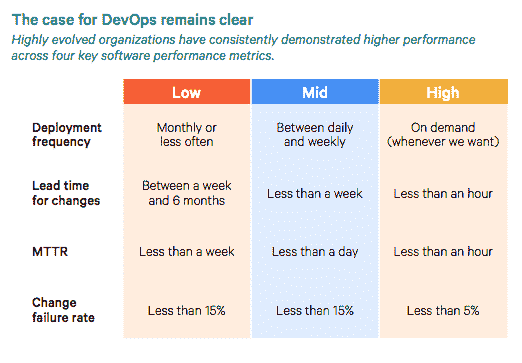 The case for DevOps remains clear
Highly evolved organizations have consistently demonstrated higher performance
across four key software performance metrics.
Low Mid High
Deployment
frequency
Monthly or
less often
Between daily
and weekly
On demand
(whenever we want)
Lead time
for changes
Between a week
and 6 months
Less than a week
Less than an hour
MTTR
Less than a week
Less than a day
Less than an hour
Change
failure rate
Less than 15%
Less than 15%
Less than 5%